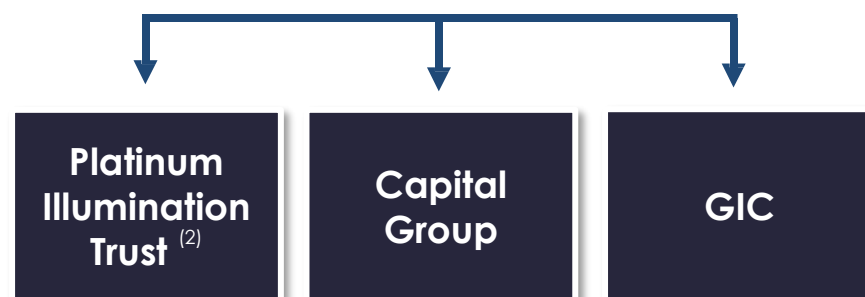 Platinum
Illumination
Trust (2)
Capital
Group
GIC